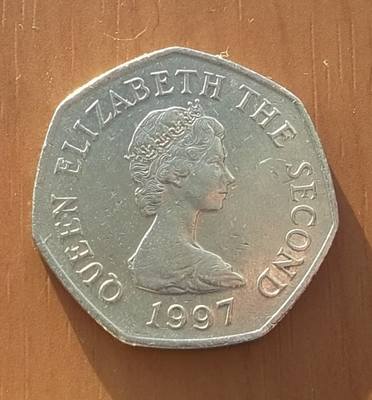 QUEEN ELIZABETH THE SECOND
1997